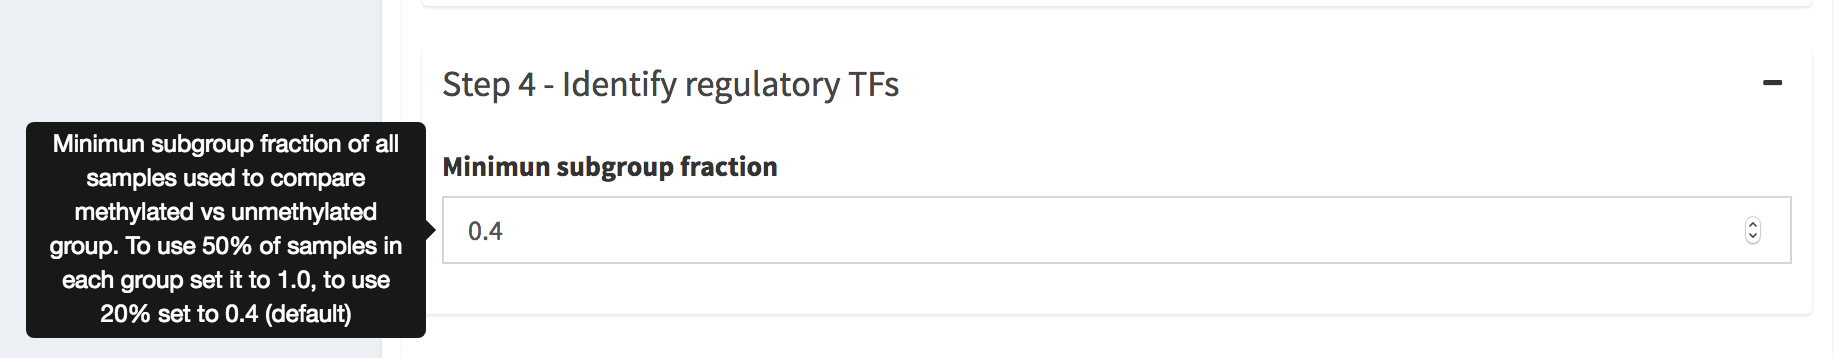 Step 4 - Identify regulatory TFs
Minimun subgroup fraction of all
samples used to compare
methylated vs unmethylated
group. To use 50% of samples in
each group set it to 1.0, to use
20% set to 0.4 (default)
Minimun subgroup fraction
0.4